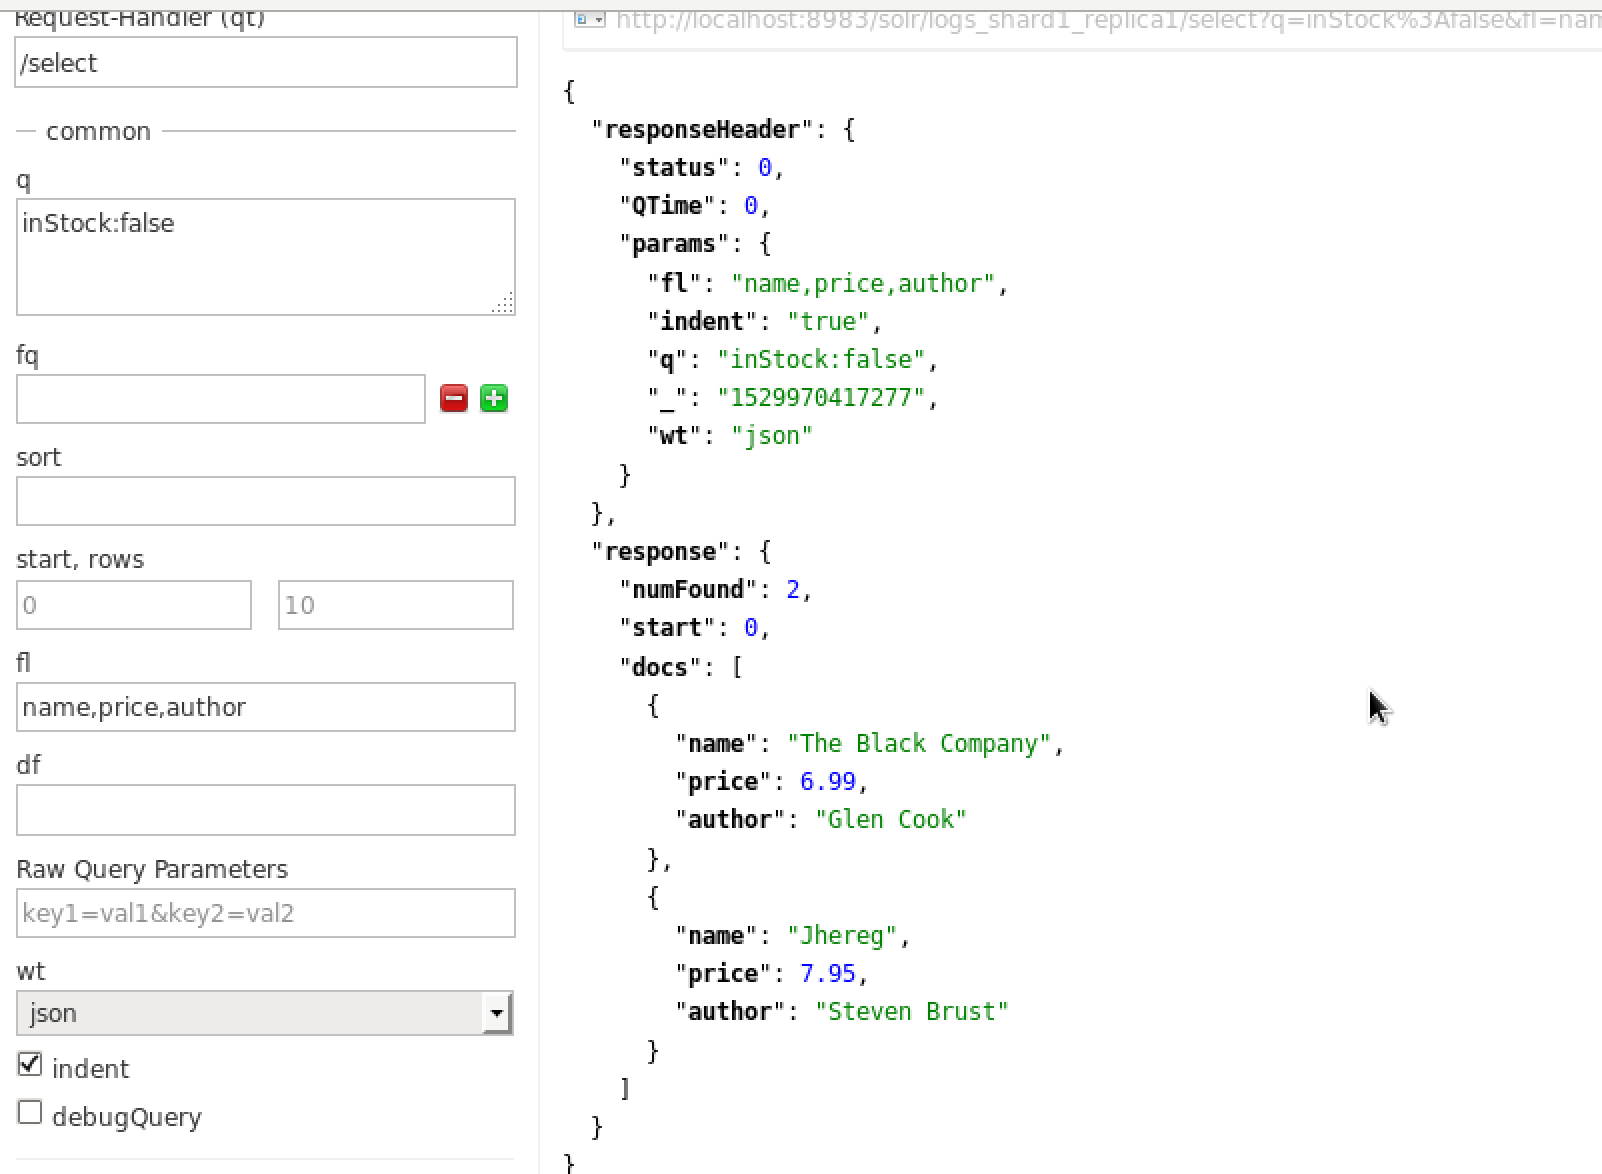 Request-Handler (qt)
/select
common
q
inStock:false
fq
sort
start, rows
0 10
fl
name,price,author
df
Raw Query Parameters
key1=val1&key2=val2
wt
json
indent
debugQuery
http://localhost:8983/solr/logs_shard1_replica1/select?q=inStock%3Afalse&fl=nam
{
"responseHeader": {
"status": 0,
"QTime": 0,
"params": {
"fl": "name,price,author",
"indent": "true",
"q": "inStock:false",
"_": "1529970417277",
"wt": "json"
}
},
"response": {
"numFound": 2,
"start": 0,
"docs": [
{
"name": "The Black Company",
"price": 6.99,
"author": "Glen Cook"
},
{
"name": "Jhereg",
"price": 7.95,
"author": "Steven Brust"
}
]
}
}